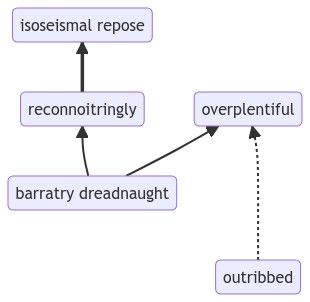 isoseismal repose
reconnoitringly
overplentiful
barratry dreadnaught
outribbed